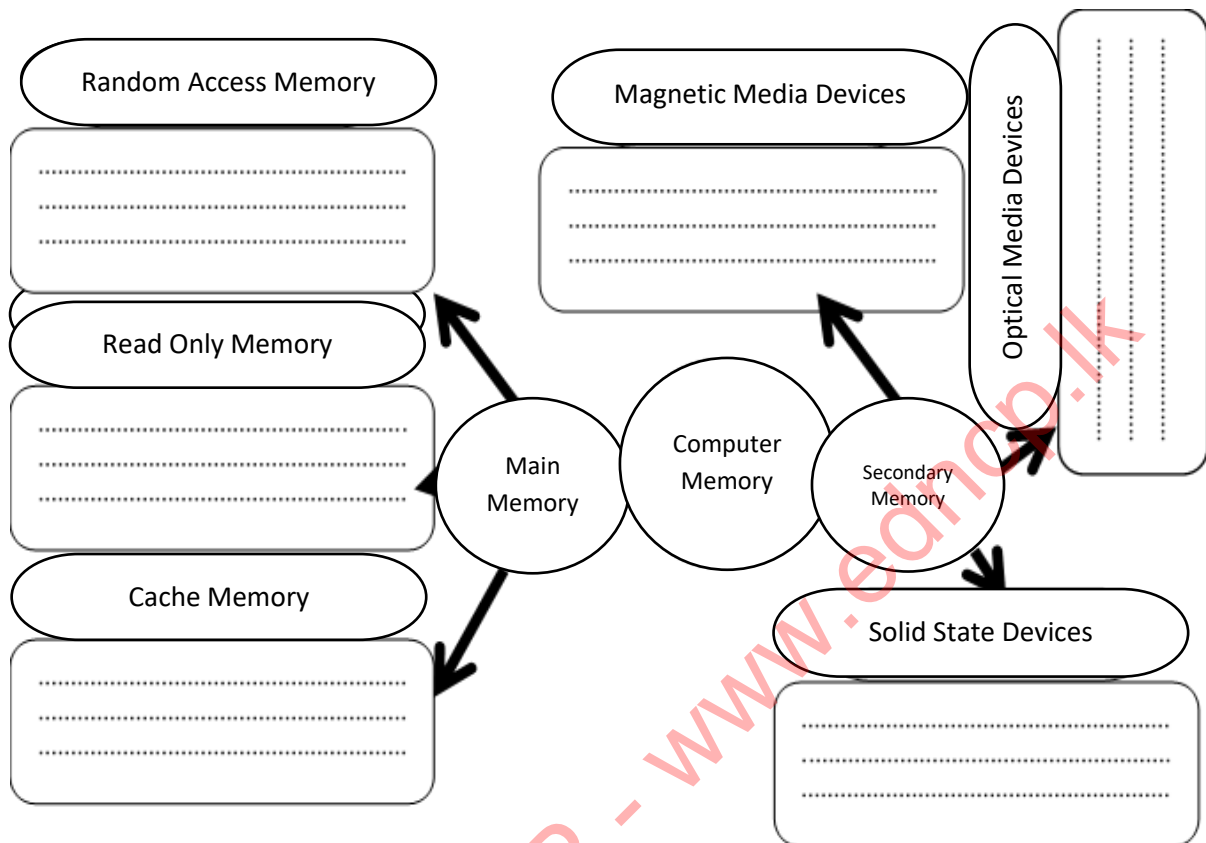 Random Access Memory
Magnetic Media Devices
Optical Media Devices
Read Only Memory
Main
Memory
Computer
Memory
Secondary
Memory
Cache Memory
Solid State Devices
- www.edncp.lk